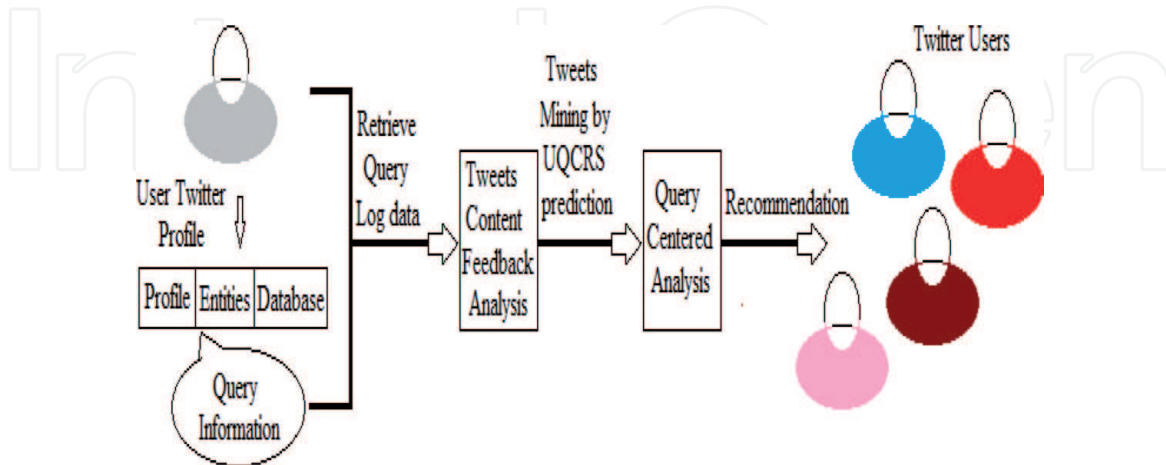 User Twitter
Profile
Profile Entities Database
Query
Information
Retrieve
Query
Log data
Tweets
Content
Feedback
Analysis
Tweets
Mining by
UQCRS
prediction
Query
Centered
Analysis
Recommendation
Twitter Users